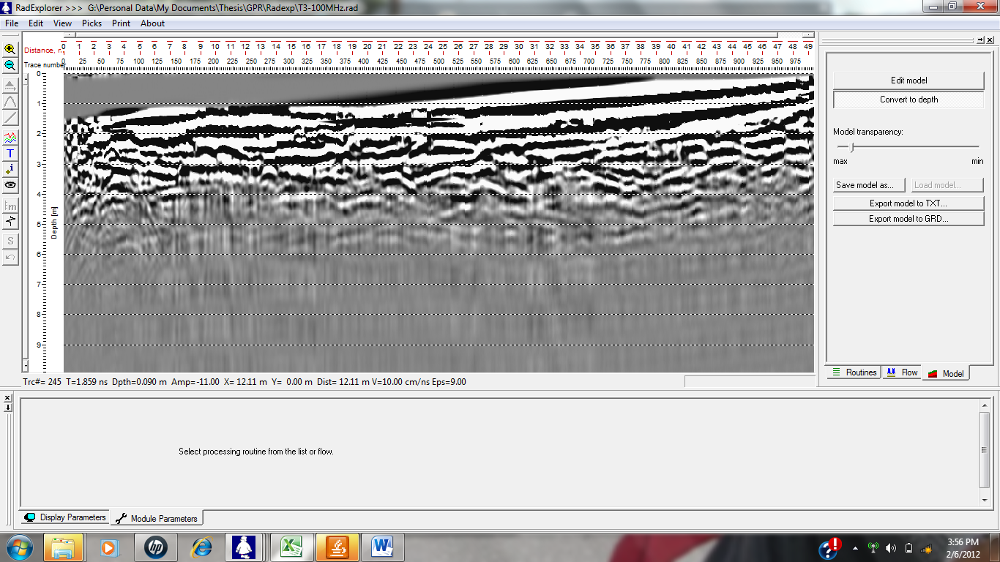 RadExplorer >>> G:\Personal Data\My Documents\Thesis\GPR\Radexp\T3-100MHz.rad
File Edit View Picks Print About
Distance, r 0 1 2 3 4 5 6 7 8 9 10 11 12 13 14 15 16 17 18 19 20 21 22 23 24 25 26 27 28 29 30 31 32 33 34 35 36 37 38 39 40 41 42 43 44 45 46 47 48 49
Trace number 0 25 50 75 100 125 150 175 200 225 250 275 300 325 350 375 400 425 450 475 500 525 550 575 600 625 650 675 700 725 750 775 800 825 850 875 900 925 950 975
0
1
2
3
4
5
6
7
8
9
Depth [m]
T
i
m
S
Edit model
Convert to depth
Model transparency:
max min
Save model as... Load model...
Export model to TXT...
Export model to GRD...
Routines Flow Model
Trc#= 245 T=1.859 ns Dpth=0.090 m Amp=-11.00 X= 12.11 m Y= 0.00 m Dist= 12.11 m V=10.00 cm/ns Eps=9.00
Select processing routine from the list or flow.
Display Parameters Module Parameters
hp
3:56 PM
2/6/2012